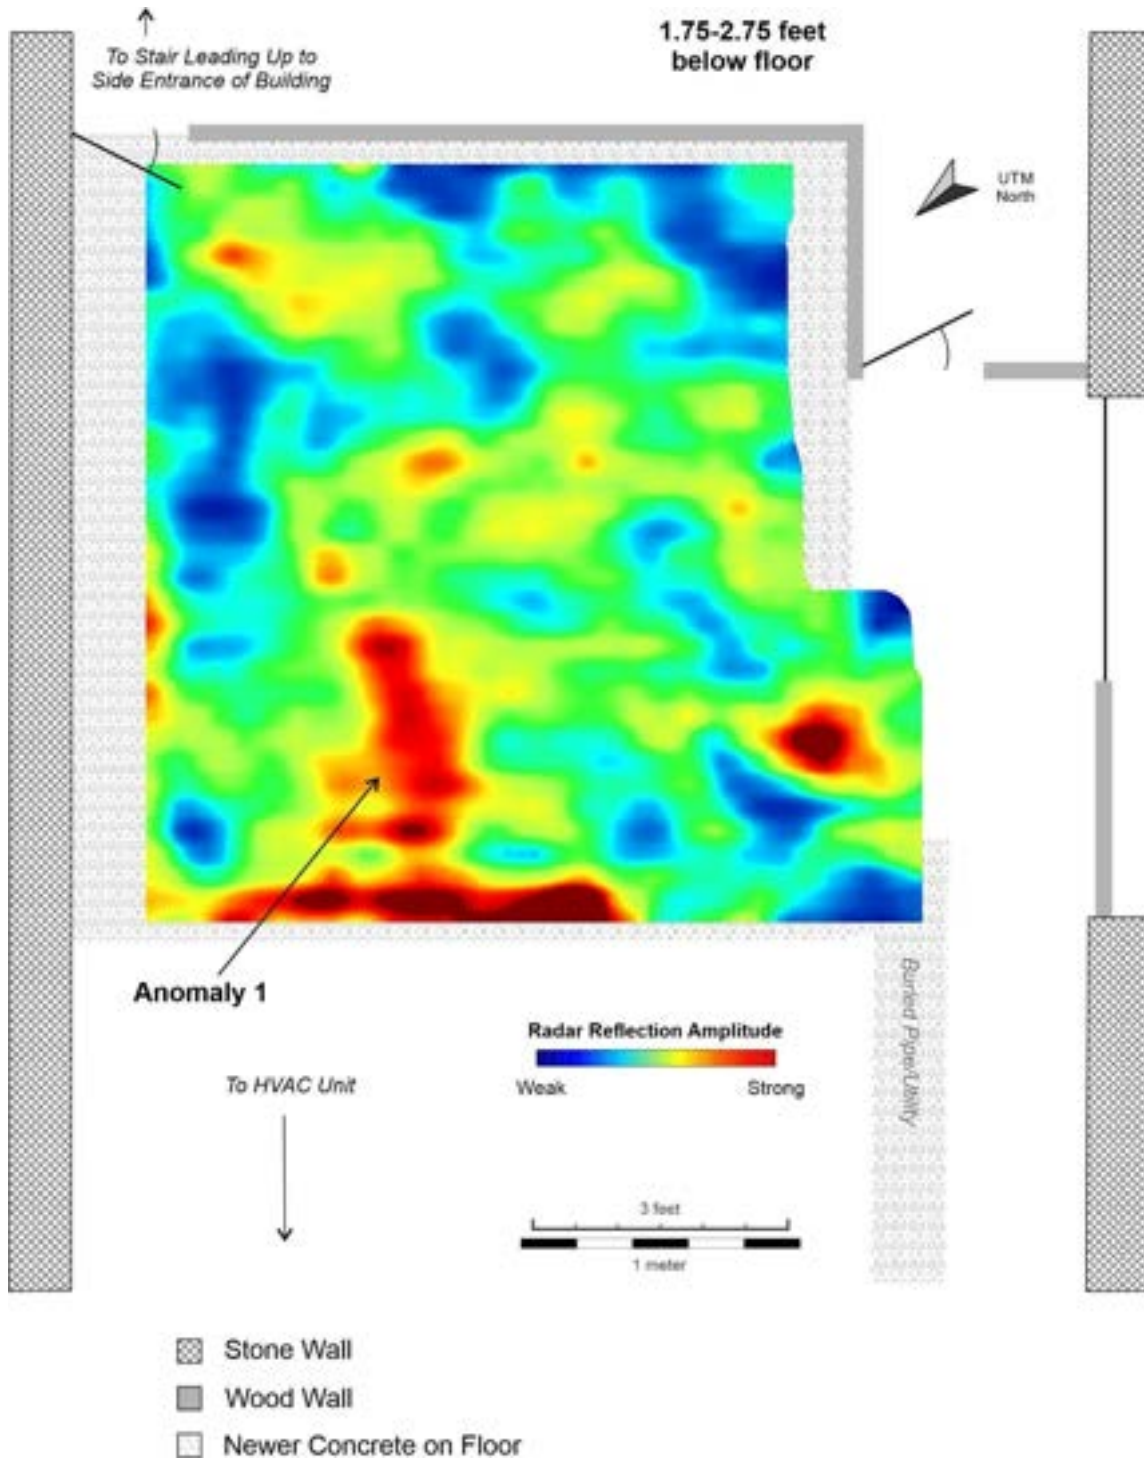 To Stair Leading Up to
Side Entrance of Building
1.75-2.75 feet
below floor
UTM
North
Anomaly 1
Radar Reflection Amplitude
Weak
Strong
Buried Pipe/Utility
To HVAC Unit
3 feet
1 meter
Stone Wall
Wood Wall
Newer Concrete on Floor